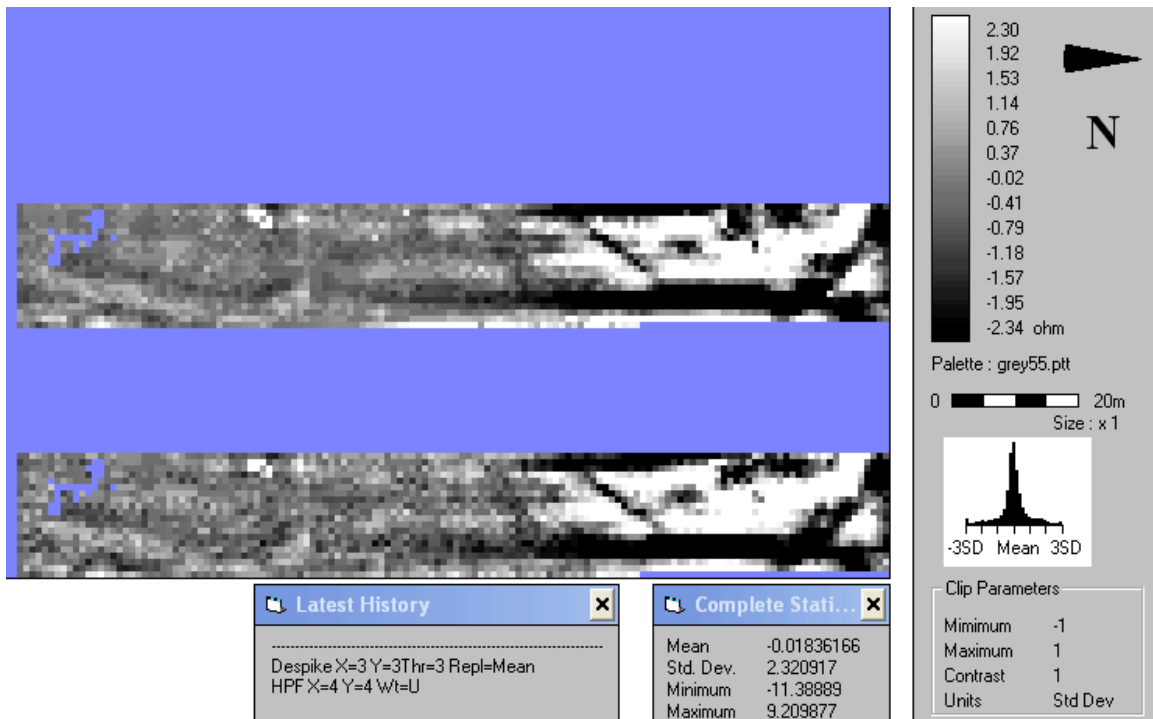 2.30
1.92
1.53
1.14
0.76
0.37
-0.02
-0.41
-0.79
-1.18
-1.57
-1.95
-2.34 ohm
N
Palette : grey55.ptt
0 20m
Size : x 1
-3SD Mean 3SD
Clip Parameters
Mimimum -1
Maximum 1
Contrast 1
Units Std Dev
Latest History
------------------------------------------------------------
Despike X=3 Y=3Thr=3 Repl=Mean
HPF X=4 Y=4 Wt=U
Complete Stati...
Mean -0.01836166
Std. Dev. 2.320917
Minimum -11.38889
Maximum 9.209877